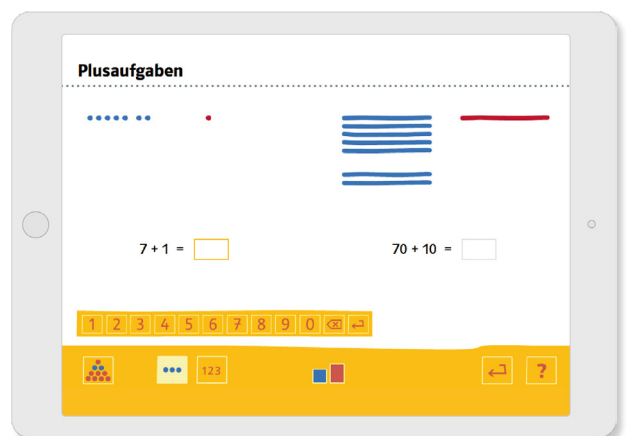 Plusaufgaben
7 + 1 =
70 + 10 =
1 2 3 4 5 6 7 8 9 0
123
?